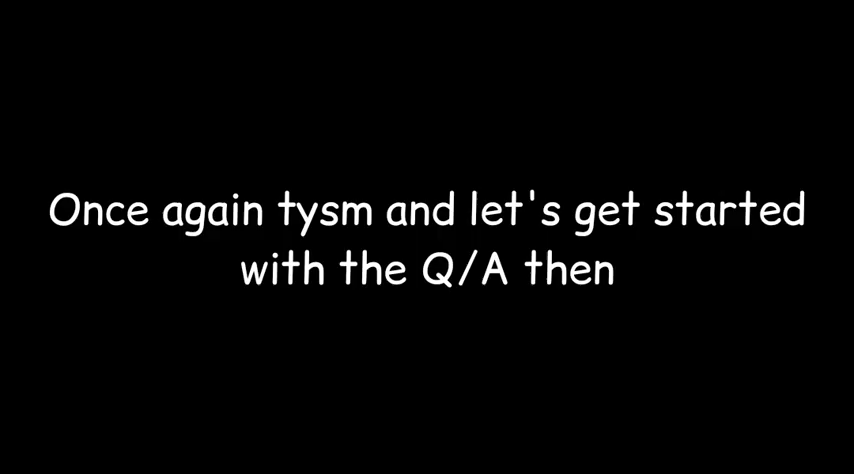 Once again tysm and let's get started
with the Q/A then